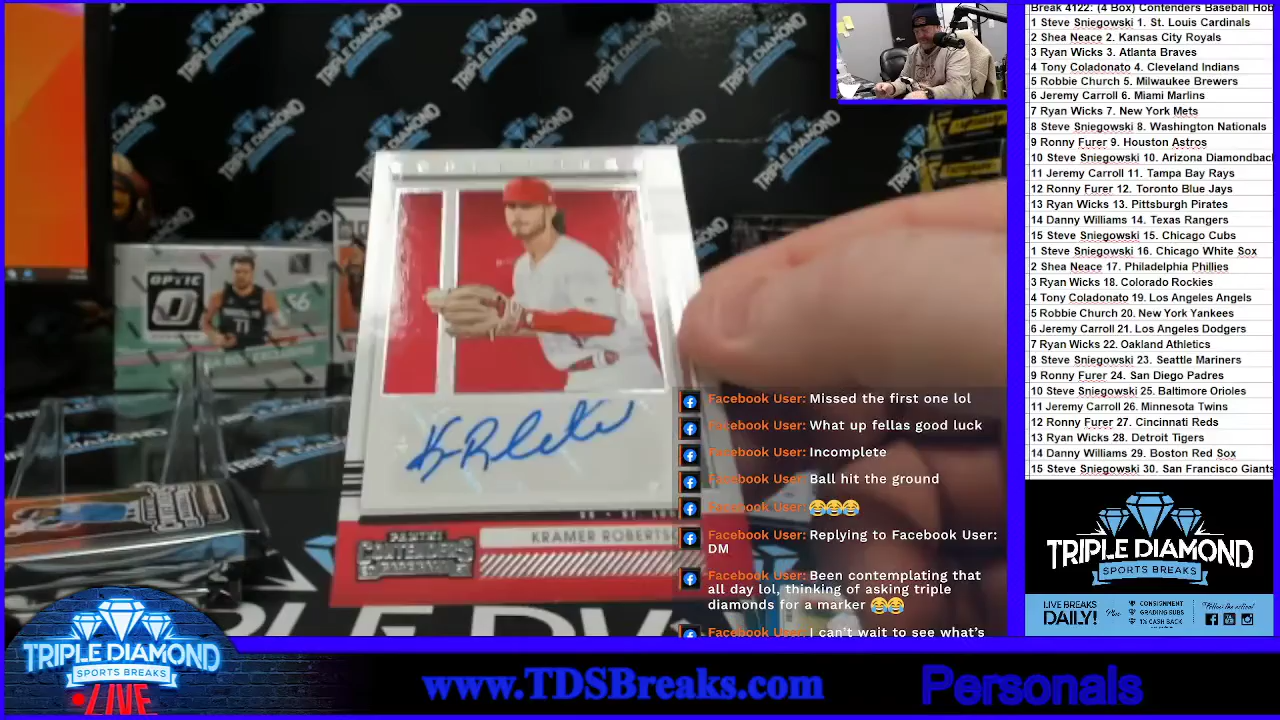 Break 4122: (4 Box) Contenders Baseball Hob
1 Steve Sniegowski 1. St. Louis Cardinals
2 Shea Neace 2. Kansas City Royals
3 Ryan Wicks 3. Atlanta Braves
4 Tony Coladonato 4. Cleveland Indians
5 Robbie Church 5. Milwaukee Brewers
6 Jeremy Carroll 6. Miami Marlins
7 Ryan Wicks 7. New York Mets
8 Steve Sniegowski 8. Washington Nationals
9 Ronny Furer 9. Houston Astros
10 Steve Sniegowski 10. Arizona Diamondback
11 Jeremy Carroll 11. Tampa Bay Rays
12 Ronny Furer 12. Toronto Blue Jays
13 Ryan Wicks 13. Pittsburgh Pirates
14 Danny Williams 14. Texas Rangers
15 Steve Sniegowski 15. Chicago Cubs
1 Steve Sniegowski 16. Chicago White Sox
2 Shea Neace 17. Philadelphia Phillies
3 Ryan Wicks 18. Colorado Rockies
4 Tony Coladonato 19. Los Angeles Angels
5 Robbie Church 20. New York Yankees
6 Jeremy Carroll 21. Los Angeles Dodgers
7 Ryan Wicks 22. Oakland Athletics
8 Steve Sniegowski 23. Seattle Mariners
9 Ronny Furer 24. San Diego Padres
10 Steve Sniegowski 25. Baltimore Orioles
11 Jeremy Carroll 26. Minnesota Twins
12 Ronny Furer 27. Cincinnati Reds
13 Ryan Wicks 28. Detroit Tigers
14 Danny Williams 29. Boston Red Sox
15 Steve Sniegowski 30. San Francisco Giants
TRIPLE DIAMOND
SPORTS BREAKS
OPTIC
11
KRAMER ROBERTS
PANINI
CONTENDERS
BASEBALL
Facebook User: Missed the first one lol
Facebook User: What up fellas good luck
Facebook User: Incomplete
Facebook User: Ball hit the ground
Facebook User: 😂😂😂
Facebook User: Replying to Facebook User:
DM
Facebook User: Been contemplating that
all day lol, thinking of asking triple
diamonds for a marker 😂😂
Facebook User: I can't wait to see what's
TRIPLE DIAMOND
SPORTS BREAKS
LIVE BREAKS
DAILY!
Plus
CONSIGNMENT
GRADING SUBS
1% CASH BACK
TRIPLE DIAMOND
SPORTS BREAKS
LIVE
www.TDSBreaks.com
Personals